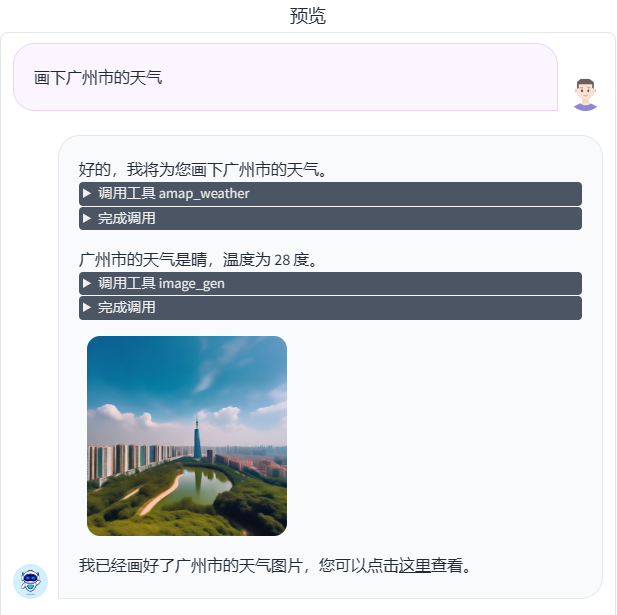 预览
画下广州市的天气
好的，我将为您画下广州市的天气。
调用工具 amap_weather
完成调用
广州市的天气是晴，温度为 28 度。
调用工具 image_gen
完成调用
我已经画好了广州市的天气图片，您可以点击这里查看。